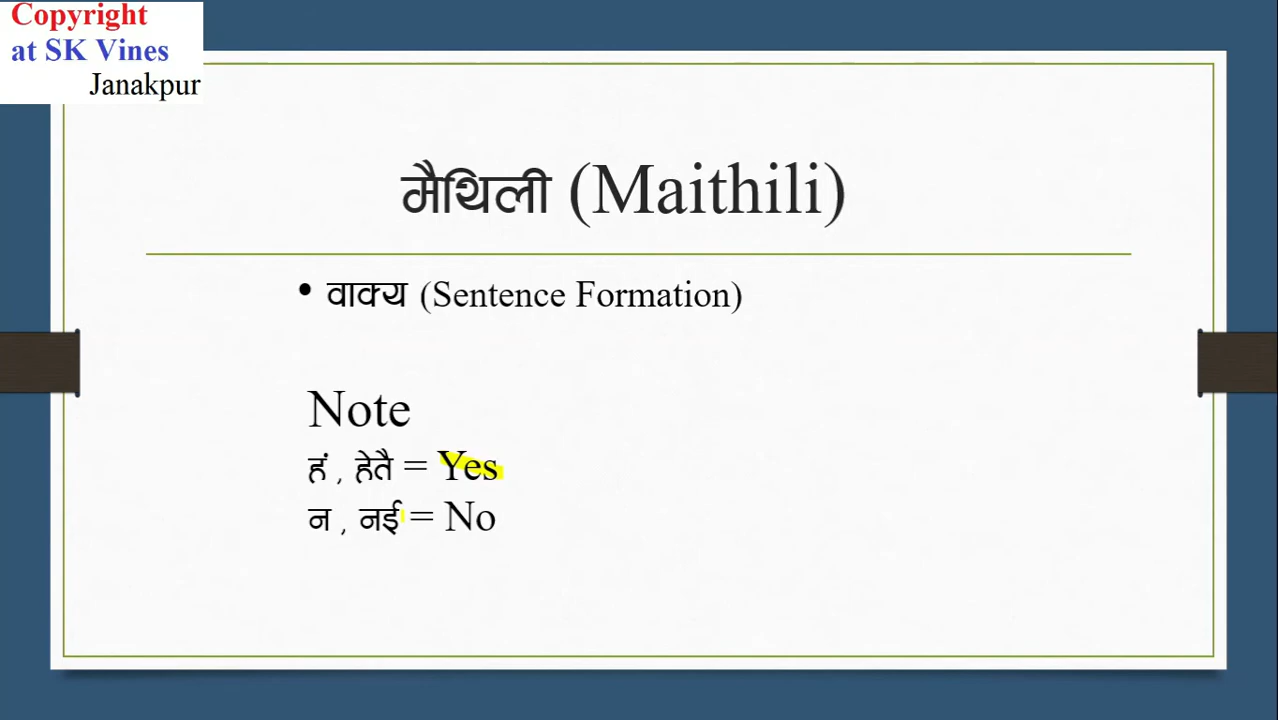 Copyright
at SK Vines
Janakpur
मैथिली (Maithili)
• वाक्य (Sentence Formation)
Note
हं , हेतै = Yes
न , नई = No